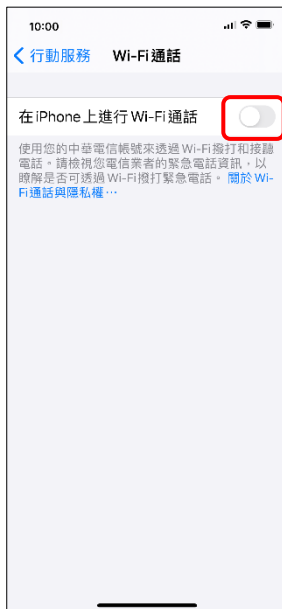 10:00
行動服務 Wi-Fi 通話
在 iPhone 上進行 Wi-Fi 通話
使用您的中華電信帳號來透過 Wi-Fi 撥打和接聽
電話。請檢視您電信業者的緊急電話資訊，以
瞭解是否可透過 Wi-Fi撥打緊急電話。關於 Wi-
Fi通話與隱私權⋯